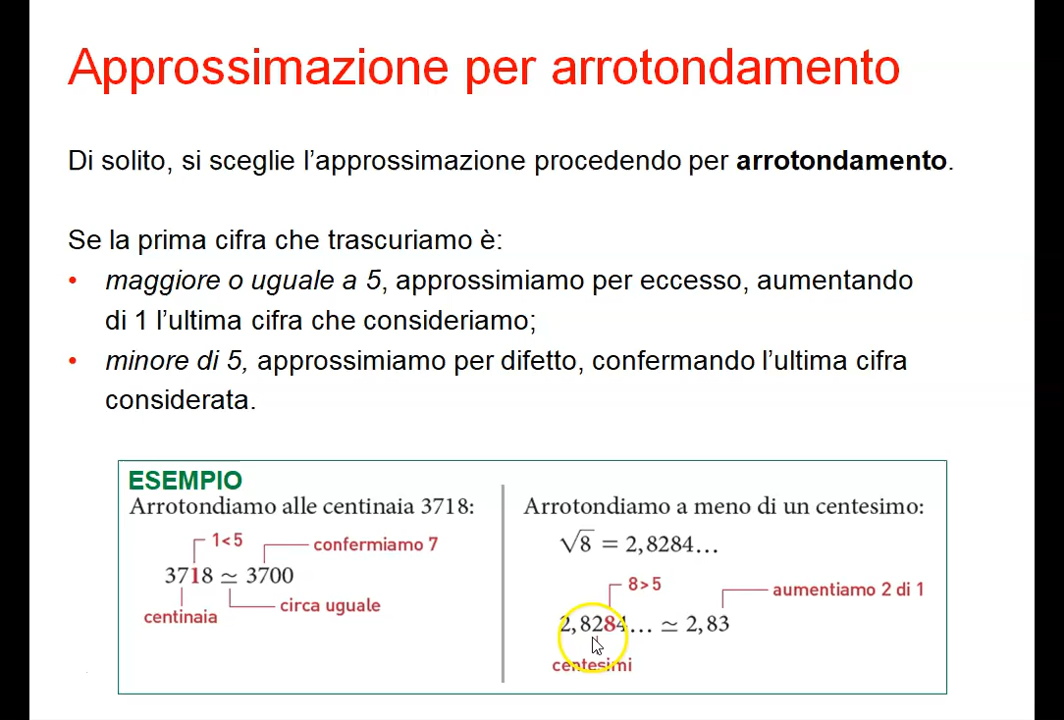 Approssimazione per arrotondamento
Di solito, si sceglie l’approssimazione procedendo per arrotondamento.
Se la prima cifra che trascuriamo è:
• maggiore o uguale a 5, approssimiamo per eccesso, aumentando
di 1 l’ultima cifra che consideriamo;
• minore di 5, approssimiamo per difetto, confermando l’ultima cifra
considerata.
ESEMPIO
Arrotondiamo alle centinaia 3718:
1<5
confermiamo 7
3718 ≃ 3700
circa uguale
centinaia
Arrotondiamo a meno di un centesimo:
√8 = 2,8284...
8>5
aumentiamo 2 di 1
2,8284... ≃ 2,83
centesimi